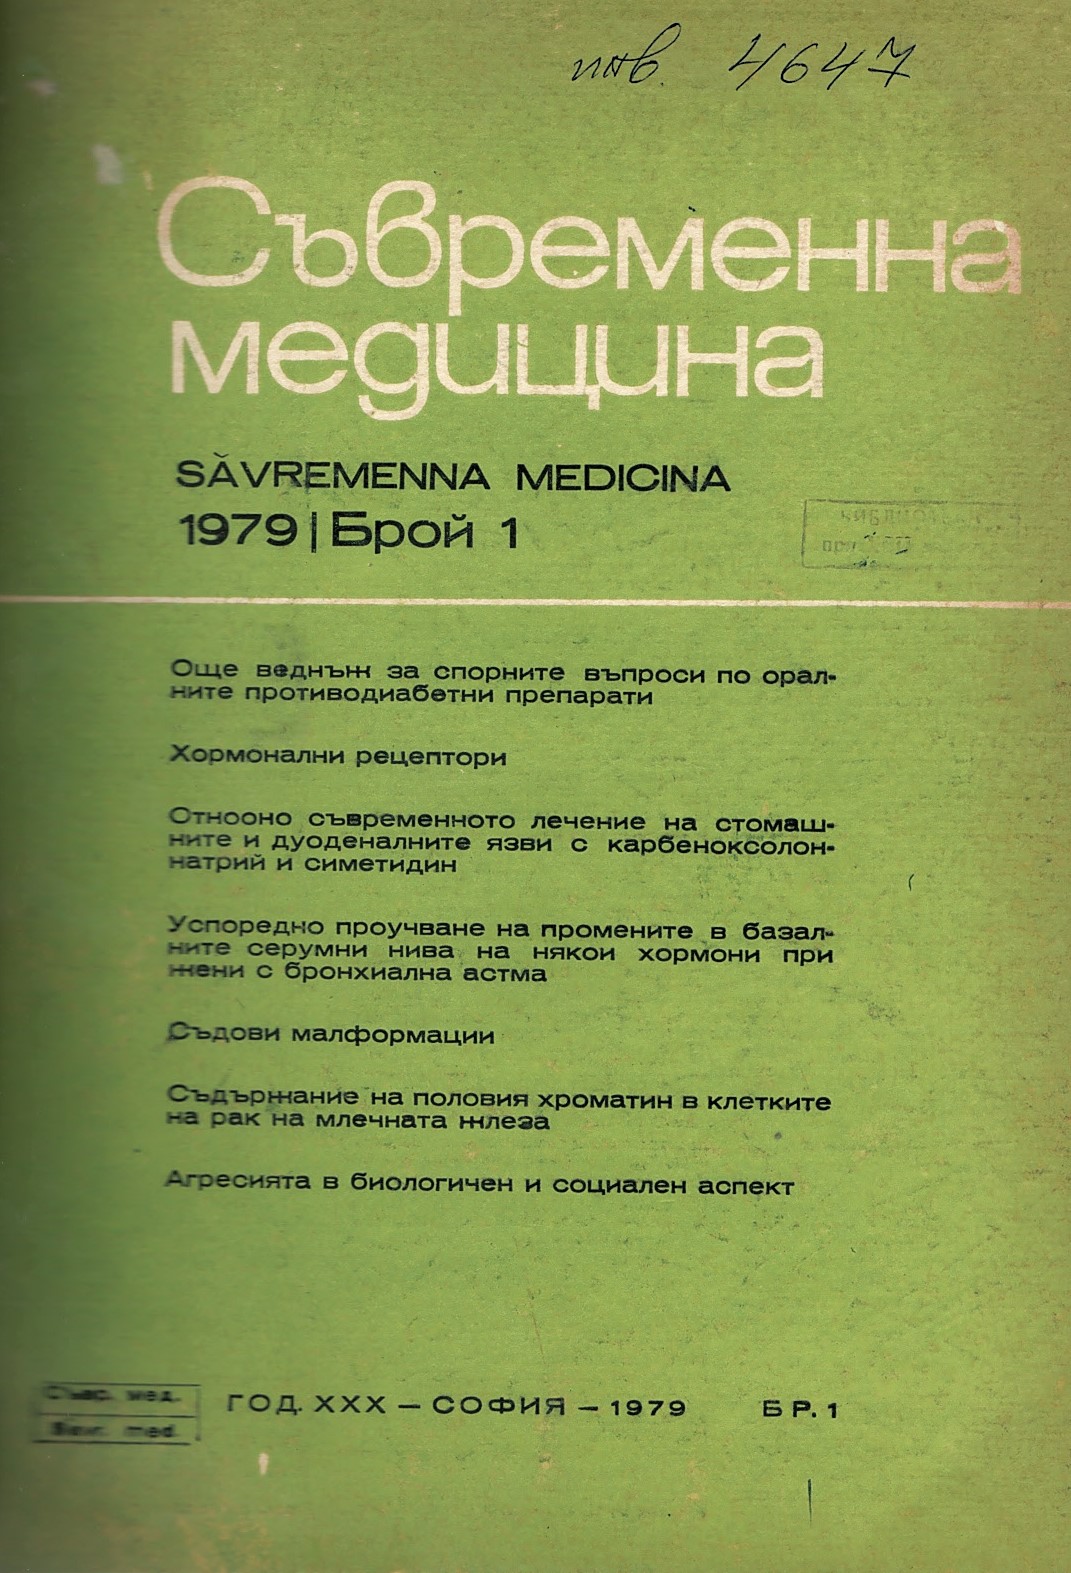 инв. 4647
Съвременна
медицина
SĂVREMENNA MEDICINA
1979 | Брой 1
Още веднъж за спорните въпроси по орал-
ните противодиабетни препарати
Хормонални рецептори
Отнооно съвременното лечение на стомаш-
ните и дуоденалните язви с карбеноксолон-
натрий и симетидин
Успоредно проучване на промените в базал-
ните серумни нива на някои хормони при
жени с бронхиална астма
Съдови малформации
Съдържание на половия хроматин в клетките
на рак на млечната жлеза
Агресията в биологичен и социален аспект
Съвр. мед.
ГОД. XXX — СОФИЯ — 1979 БР. 1
med.